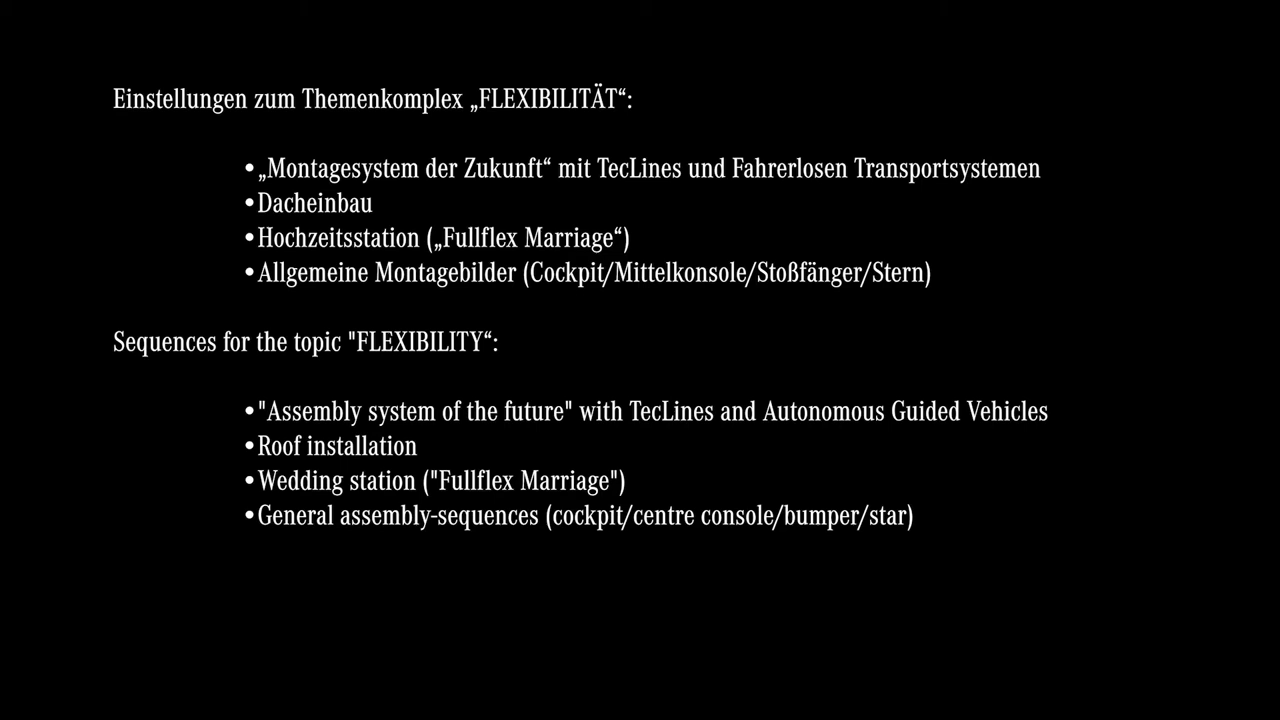 Einstellungen zum Themenkomplex „FLEXIBILITÄT“:
•„Montagesystem der Zukunft“ mit TecLines und Fahrerlosen Transportsystemen
•Dacheinbau
•Hochzeitsstation („Fullflex Marriage“)
•Allgemeine Montagebilder (Cockpit/Mittelkonsole/Stoßfänger/Stern)
Sequences for the topic "FLEXIBILITY“:
•"Assembly system of the future" with TecLines and Autonomous Guided Vehicles
•Roof installation
•Wedding station ("Fullflex Marriage")
•General assembly-sequences (cockpit/centre console/bumper/star)